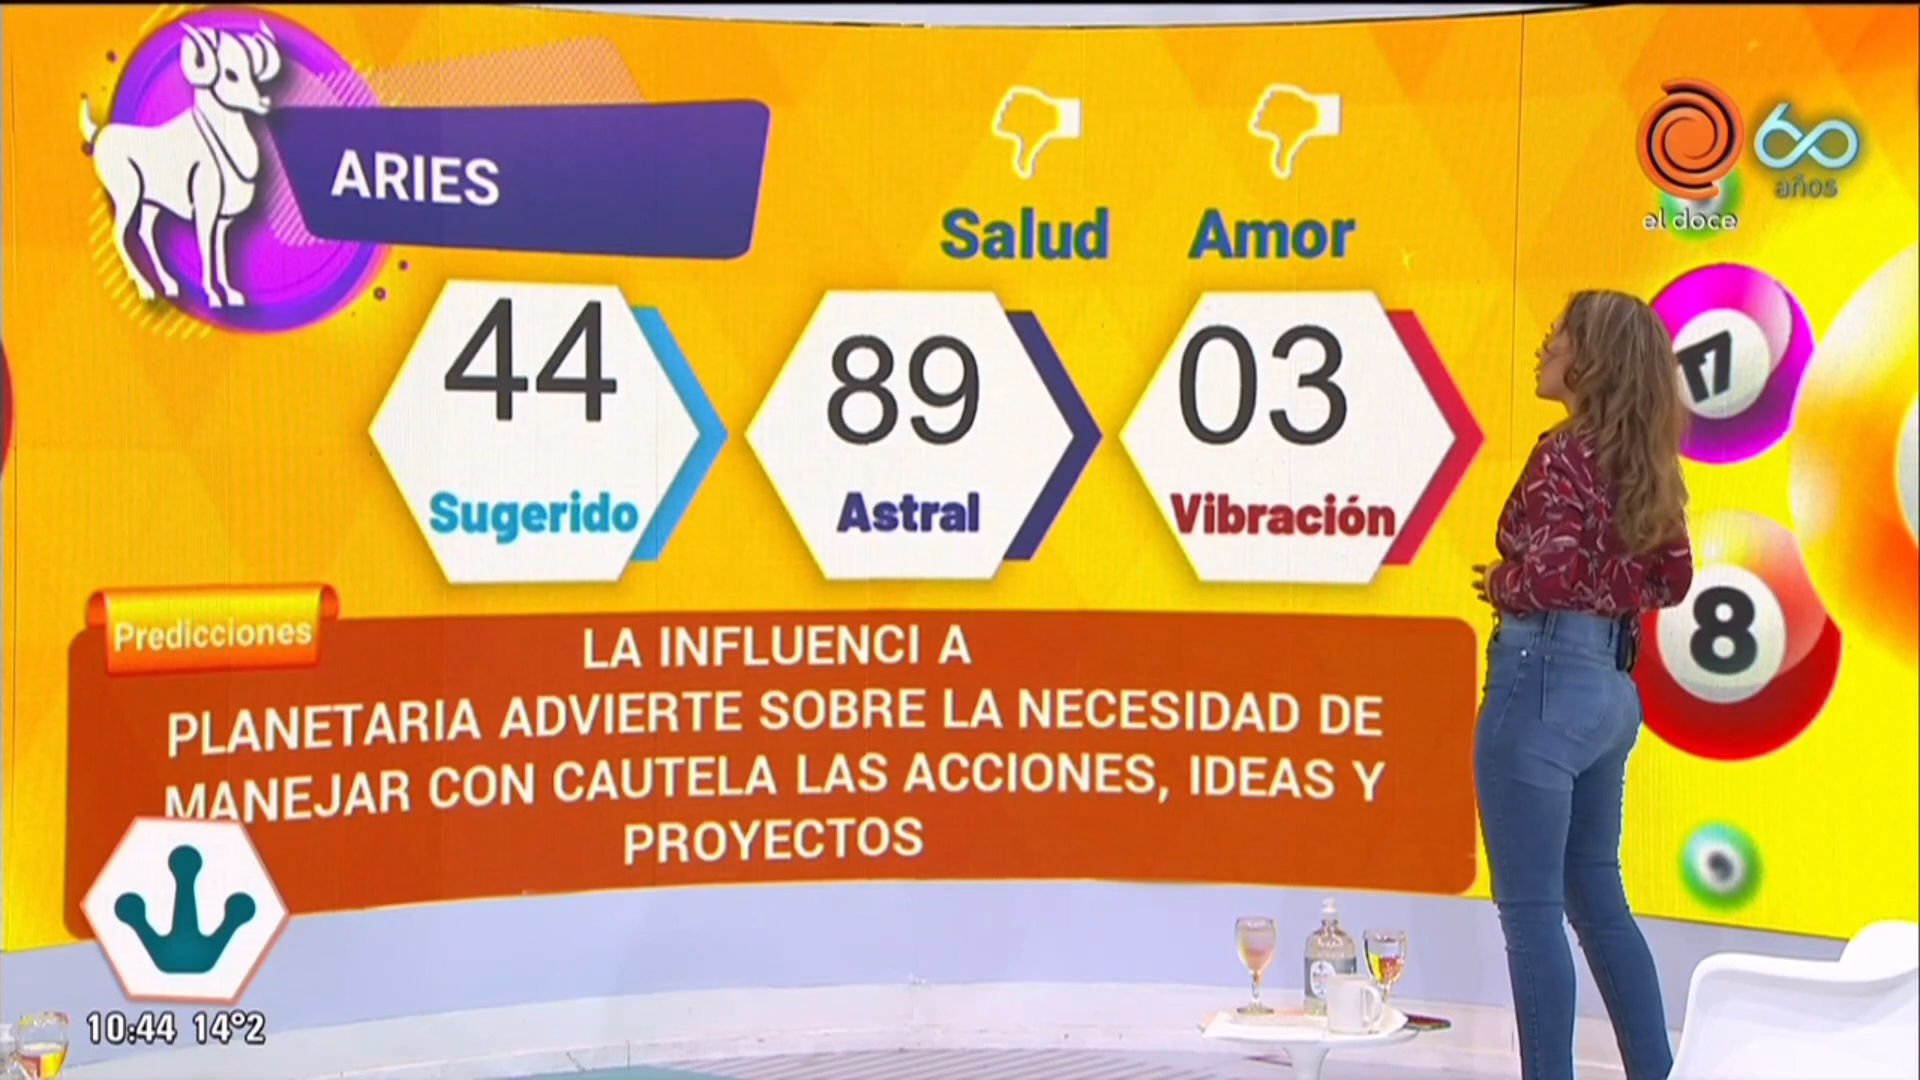 ARIES
Salud
Amor
60
años
el doce
44
89
03
Sugerido
Astral
Vibración
17
8
Predicciones
LA INFLUENCI A
PLANETARIA ADVIERTE SOBRE LA NECESIDAD DE
MANEJAR CON CAUTELA LAS ACCIONES, IDEAS Y
PROYECTOS
10:44 14°2